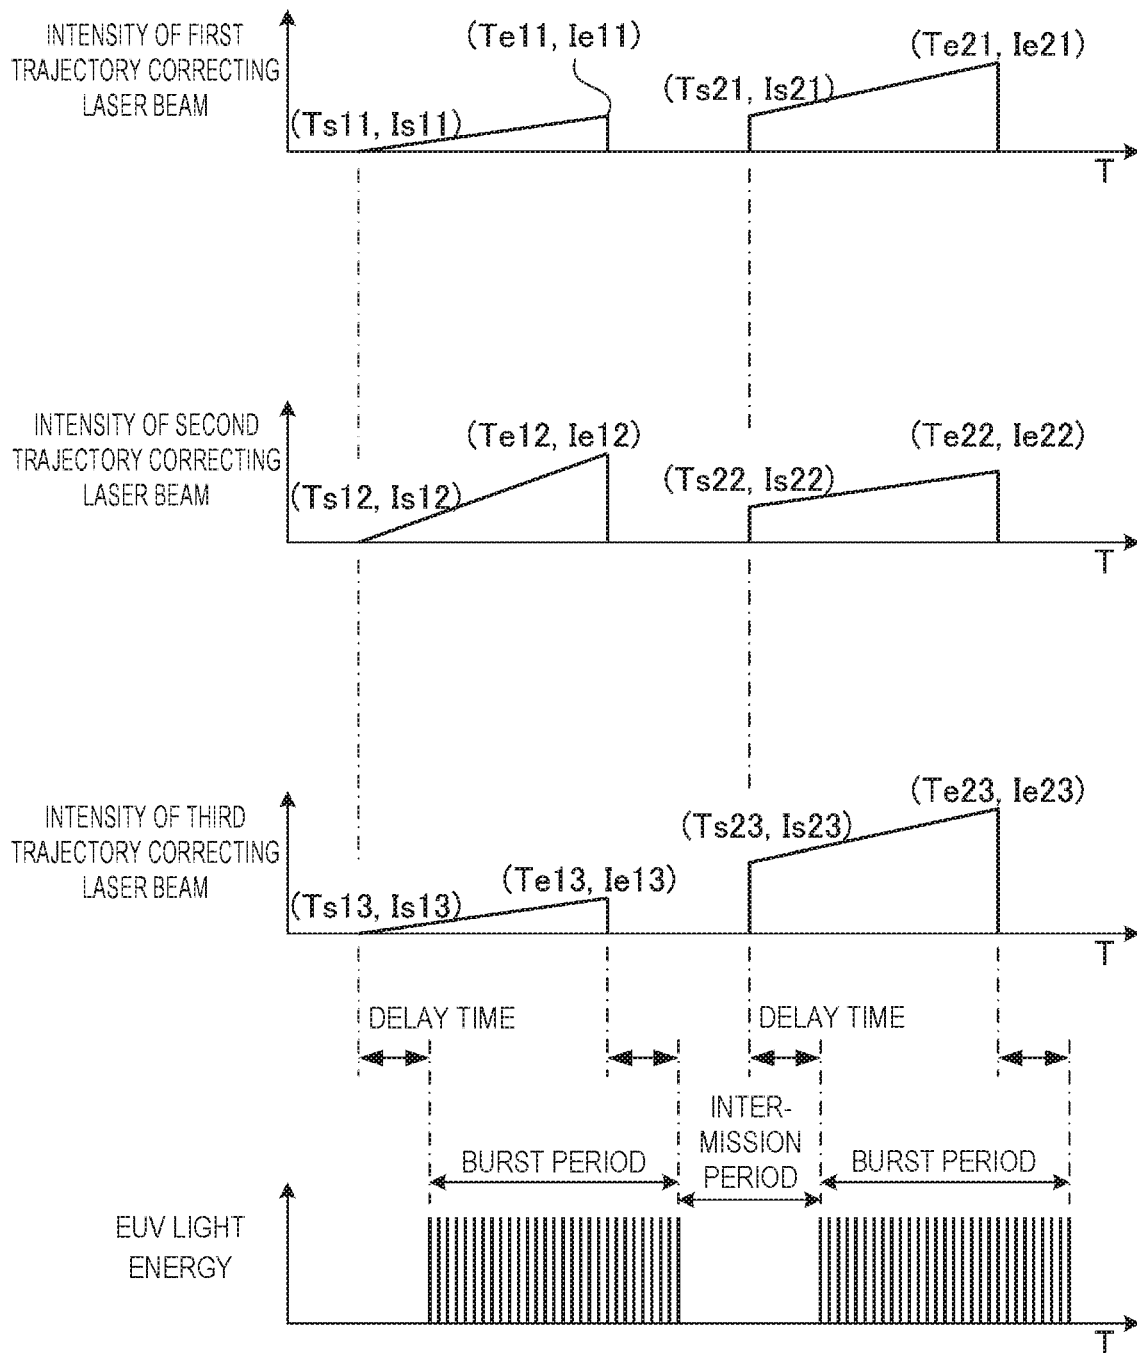 INTENSITY OF FIRST
TRAJECTORY CORRECTING
LASER BEAM
(Ts11, Is11)
(Te11, Ie11)
(Ts21, Is21)
(Te21, Ie21)
T
INTENSITY OF SECOND
TRAJECTORY CORRECTING
LASER BEAM
(Ts12, Is12)
(Te12, Ie12)
(Ts22, Is22)
(Te22, Ie22)
T
INTENSITY OF THIRD
TRAJECTORY CORRECTING
LASER BEAM
(Ts13, Is13)
(Te13, Ie13)
(Ts23, Is23)
(Te23, Ie23)
T
DELAY TIME
DELAY TIME
BURST PERIOD
INTER-
MISSION
PERIOD
BURST PERIOD
EUV LIGHT
ENERGY
T